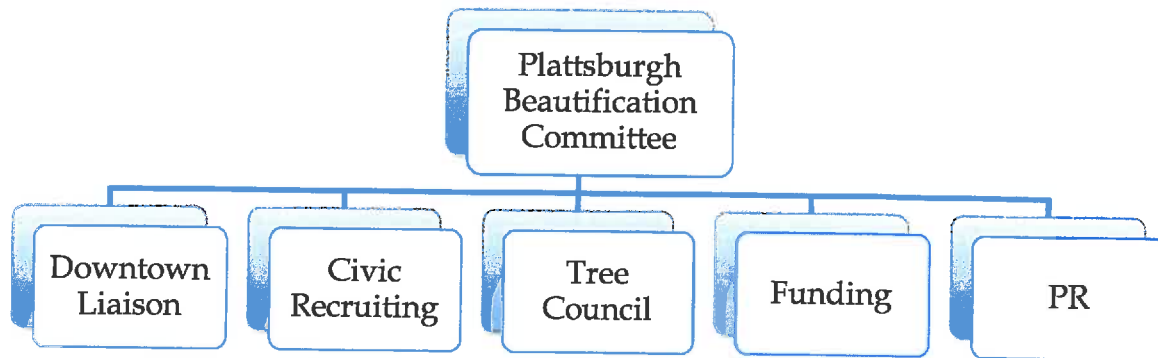 Plattsburgh
Beautification
Committee
Downtown
Liaison
Civic
Recruiting
Tree
Council
Funding
PR